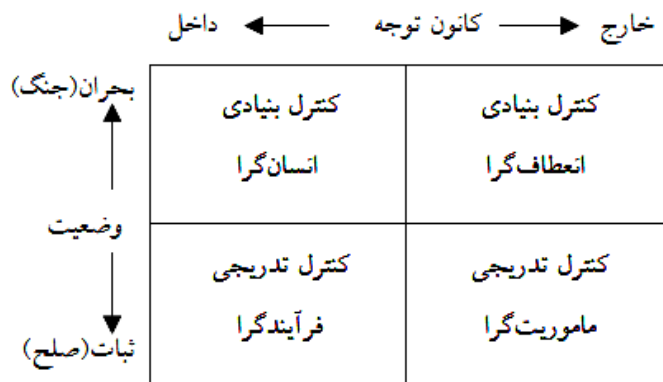 خارج کانون توجه داخل
بحران(جنگ)
کنترل بنیادی
انعطاف‌گرا
کنترل بنیادی
انسان‌گرا
وضعیت
کنترل تدریجی
ماموریت‌گرا
کنترل تدریجی
فرآیندگرا
ثبات(صلح)